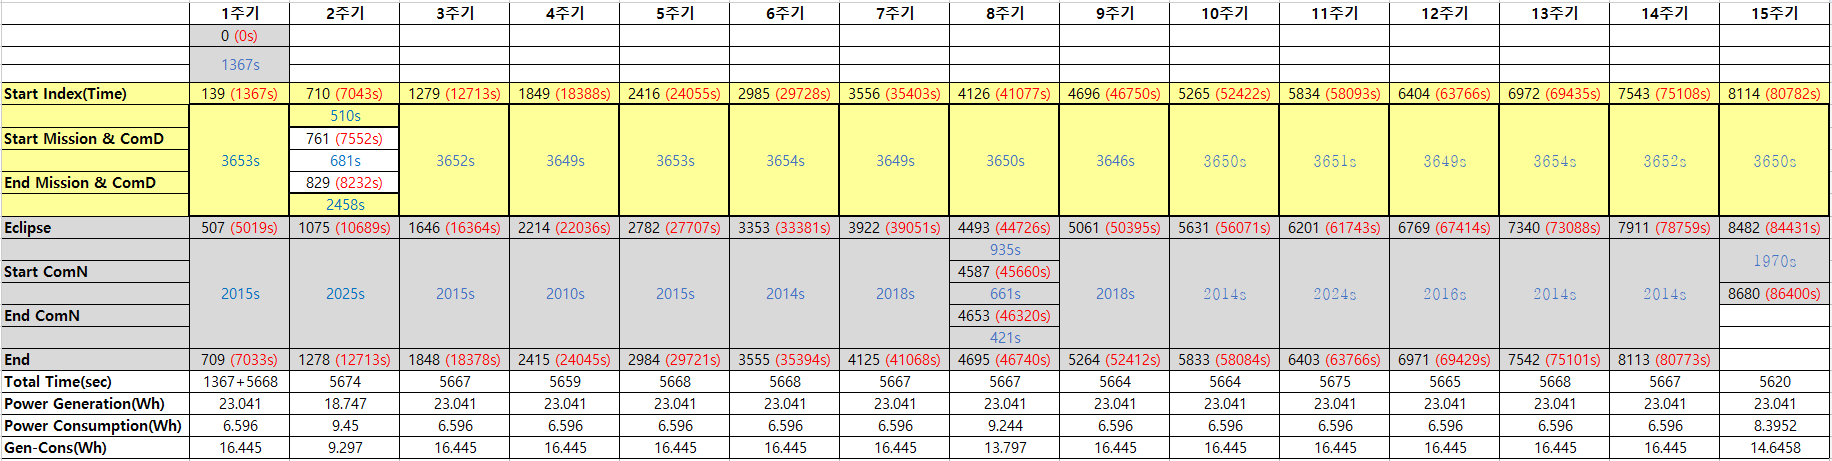 1주기 2주기 3주기 4주기 5주기 6주기 7주기 8주기 9주기 10주기 11주기 12주기 13주기 14주기 15주기
0 (0s)
1367s
Start Index(Time) 139 (1367s) 710 (7043s) 1279 (12713s) 1849 (18388s) 2416 (24055s) 2985 (29728s) 3556 (35403s) 4126 (41077s) 4696 (46750s) 5265 (52422s) 5834 (58093s) 6404 (63766s) 6972 (69435s) 7543 (75108s) 8114 (80782s)
510s
Start Mission & ComD 761 (7552s)
3653s 681s 3652s 3649s 3653s 3654s 3649s 3650s 3646s 3650s 3651s 3649s 3654s 3652s 3650s
End Mission & ComD 829 (8232s)
2458s
Eclipse 507 (5019s) 1075 (10689s) 1646 (16364s) 2214 (22036s) 2782 (27707s) 3353 (33381s) 3922 (39051s) 4493 (44726s) 5061 (50395s) 5631 (56071s) 6201 (61743s) 6769 (67414s) 7340 (73088s) 7911 (78759s) 8482 (84431s)
935s
1970s
Start ComN 4587 (45660s)
2015s 2025s 2015s 2010s 2015s 2014s 2018s 661s 2018s 2014s 2024s 2016s 2014s 2014s 8680 (86400s)
End ComN 4653 (46320s)
421s
End 709 (7033s) 1278 (12713s) 1848 (18378s) 2415 (24045s) 2984 (29721s) 3555 (35394s) 4125 (41068s) 4695 (46740s) 5264 (52412s) 5833 (58084s) 6403 (63766s) 6971 (69429s) 7542 (75101s) 8113 (80773s)
Total Time(sec) 1367+5668 5674 5667 5659 5668 5668 5667 5667 5664 5664 5675 5665 5668 5667 5620
Power Generation(Wh) 23.041 18.747 23.041 23.041 23.041 23.041 23.041 23.041 23.041 23.041 23.041 23.041 23.041 23.041 23.041
Power Consumption(Wh) 6.596 9.45 6.596 6.596 6.596 6.596 6.596 9.244 6.596 6.596 6.596 6.596 6.596 6.596 8.3952
Gen-Cons(Wh) 16.445 9.297 16.445 16.445 16.445 16.445 16.445 13.797 16.445 16.445 16.445 16.445 16.445 16.445 14.6458